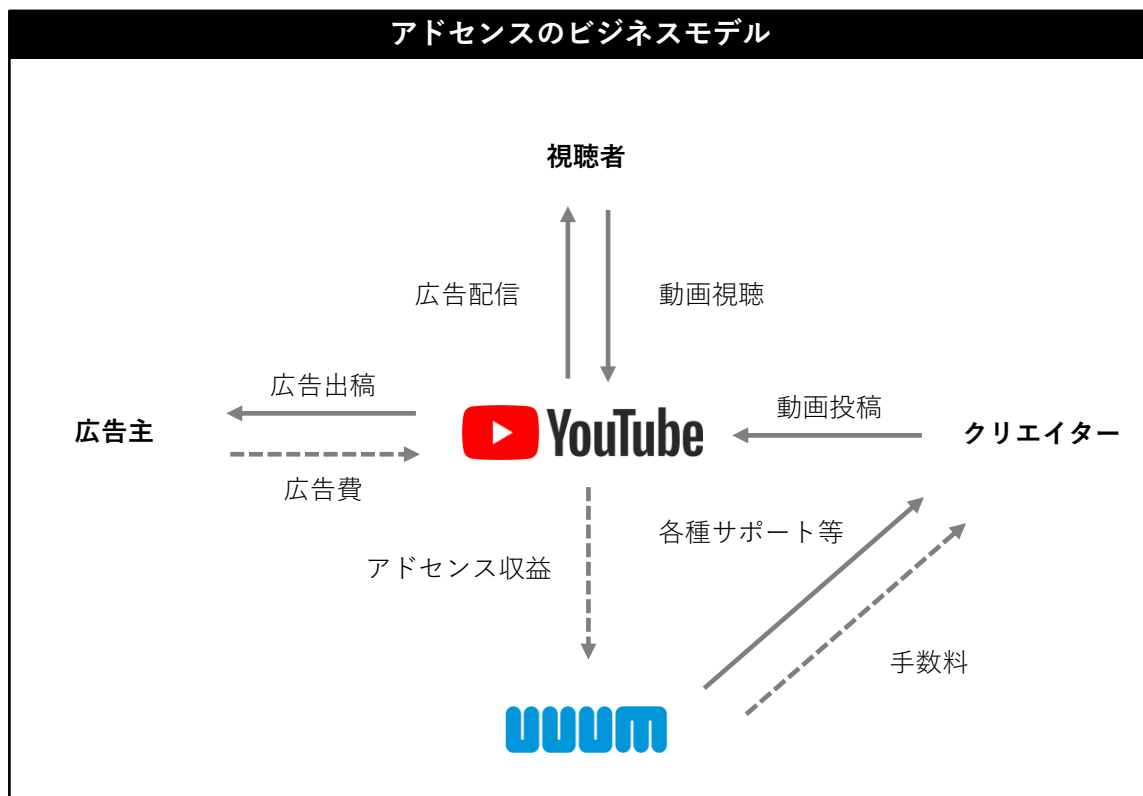 アドセンスのビジネスモデル
視聴者
広告配信
動画視聴
広告出稿
動画投稿
広告主
YouTube
クリエイター
広告費
各種サポート等
アドセンス収益
手数料
UUUM